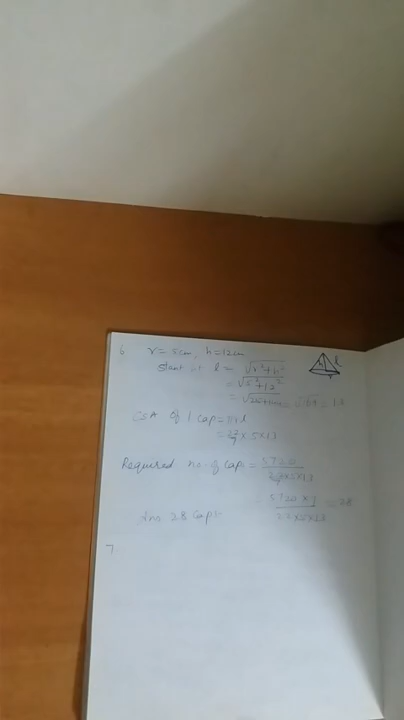 6 r = 5cm, h = 12cm
Slant ht l = √r²+h²
= √5²+12²
= √25+144 = √169 = 13
CSA of 1 cap = πrl
= 22/7 × 5 × 13
Required no. of caps = 5720 / 22/7×5×13
= 5720 × 7 / 22×5×13 = 28
28 caps
7
h
l
r